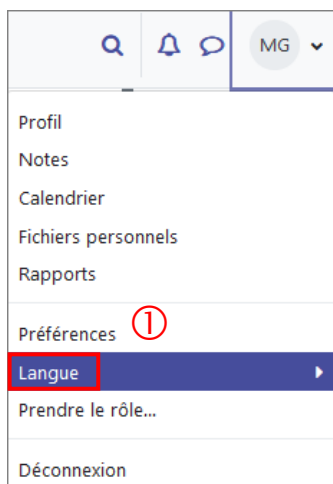 MG
Profil
Notes
Calendrier
Fichiers personnels
Rapports
Préférences ①
Langue
Prendre le rôle...
Déconnexion